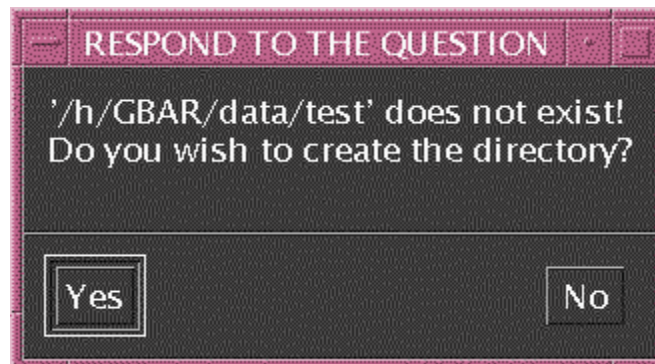 RESPOND TO THE QUESTION
'/h/GBAR/data/test' does not exist!
Do you wish to create the directory?
Yes
No